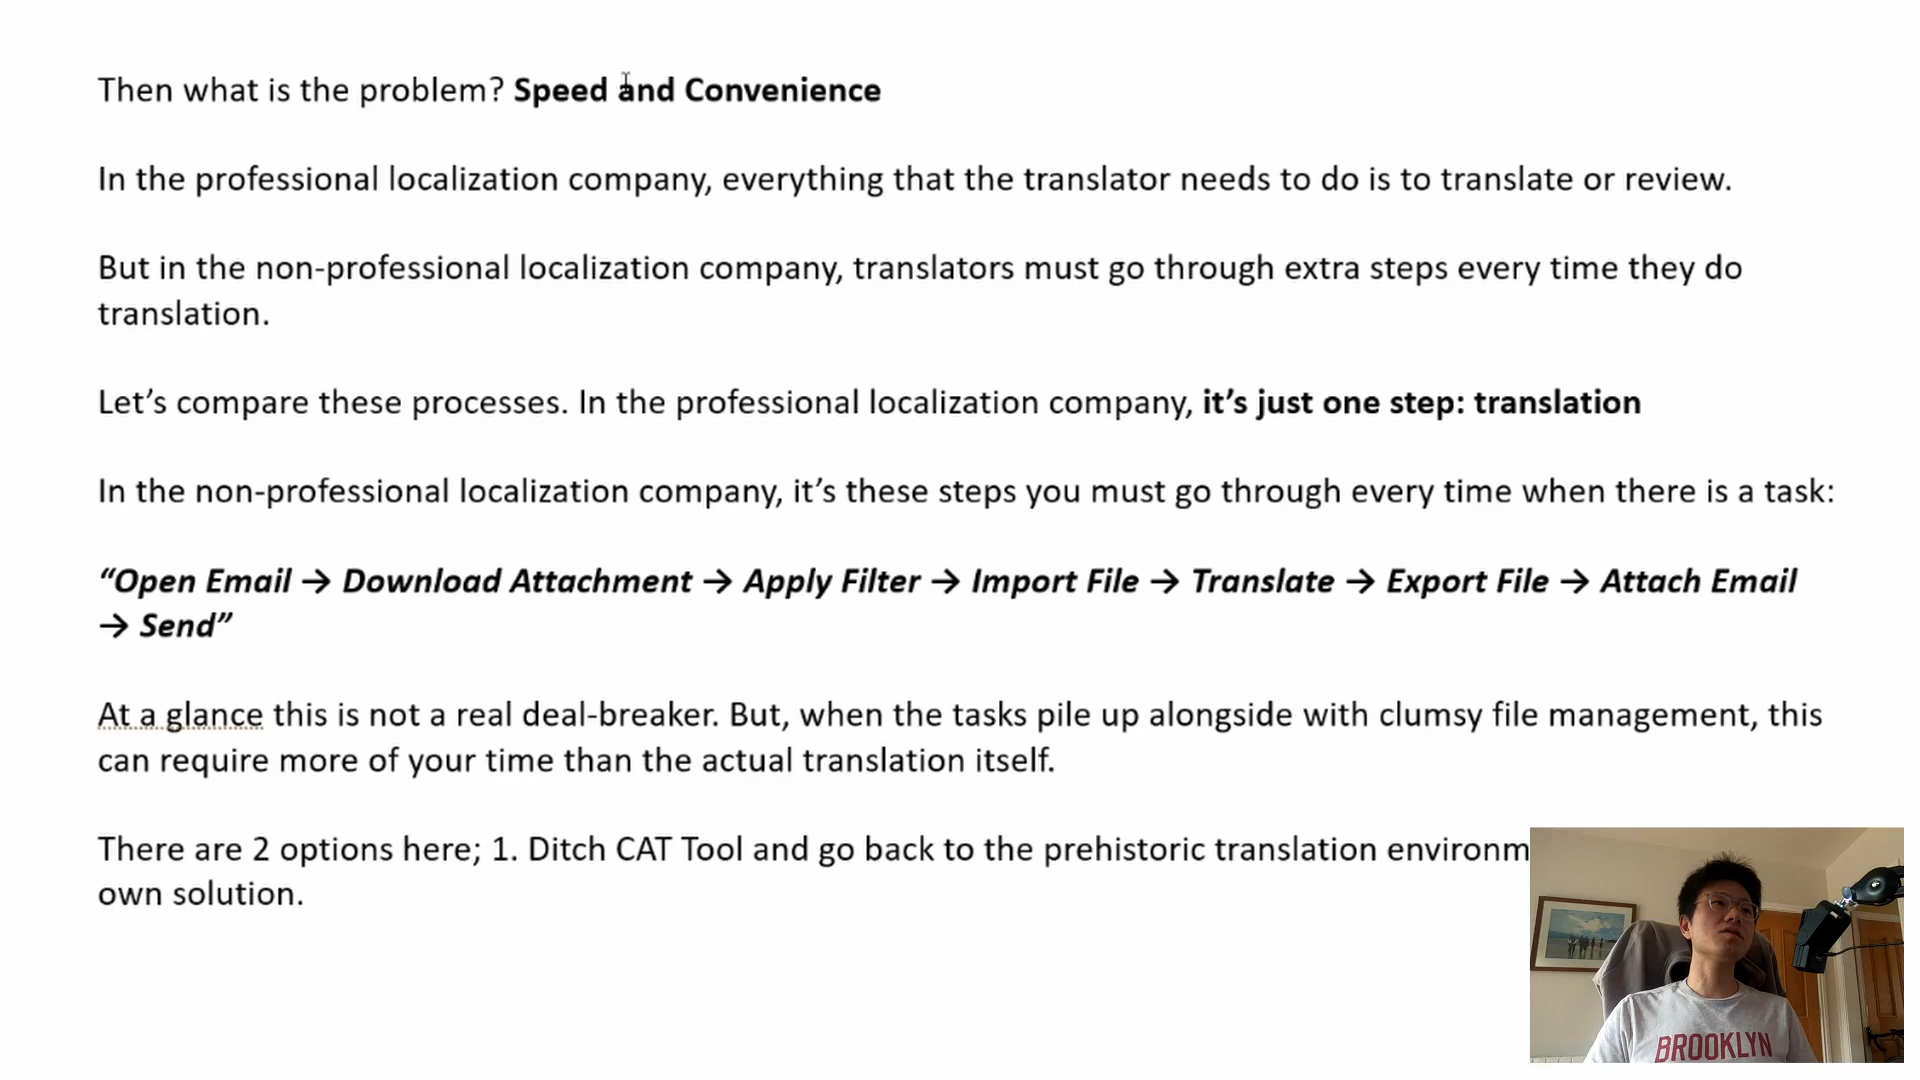 Then what is the problem? Speed and Convenience
In the professional localization company, everything that the translator needs to do is to translate or review.
But in the non-professional localization company, translators must go through extra steps every time they do
translation.
Let’s compare these processes. In the professional localization company, it’s just one step: translation
In the non-professional localization company, it’s these steps you must go through every time when there is a task:
“Open Email → Download Attachment → Apply Filter → Import File → Translate → Export File → Attach Email
→ Send”
At a glance this is not a real deal-breaker. But, when the tasks pile up alongside with clumsy file management, this
can require more of your time than the actual translation itself.
There are 2 options here; 1. Ditch CAT Tool and go back to the prehistoric translation
own solution.
BROOKLYN